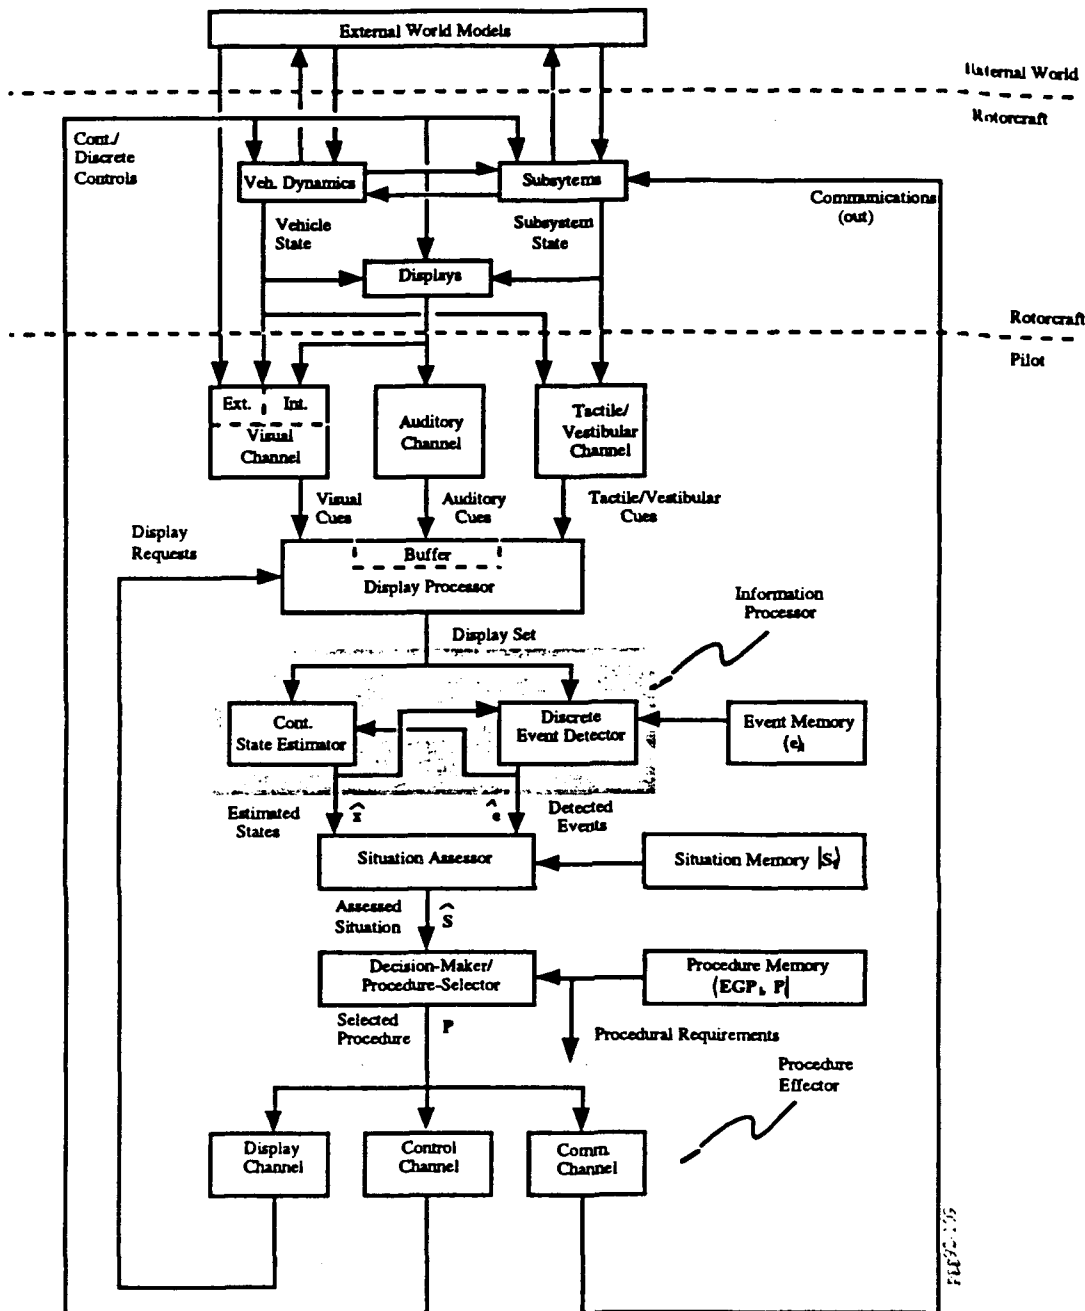 External World Models
External World
Rotorcraft
Cont./
Discrete
Controls
Veh. Dynamics
Subsytems
Communications
(out)
Vehicle
State
Subsystem
State
Displays
Rotorcraft
Pilot
Ext.
Int.
Visual
Channel
Auditory
Channel
Tactile/
Vestibular
Channel
Visual
Cues
Auditory
Cues
Tactile/Vestibular
Cues
Display
Requests
Buffer
Display Processor
Information
Processor
Display Set
Cont.
State Estimator
Discrete
Event Detector
Event Memory
Estimated
States
Detected
Events
Situation Assessor
Situation Memory
Assessed
Situation
Ŝ
Decision-Maker/
Procedure-Selector
Procedure Memory
Selected
Procedure
P
Procedural Requirements
Procedure
Effector
Display
Channel
Control
Channel
Comm.
Channel